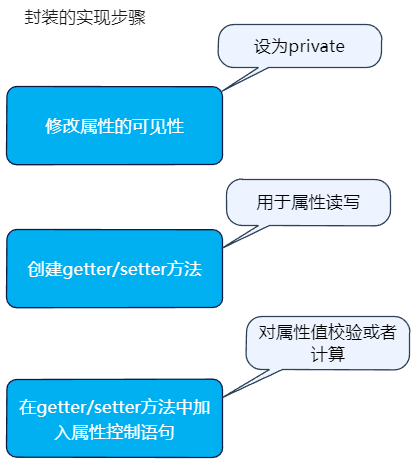 封装的实现步骤
设为private
修改属性的可见性
用于属性读写
创建getter/setter方法
对属性值校验或者
计算
在getter/setter方法中加
入属性控制语句